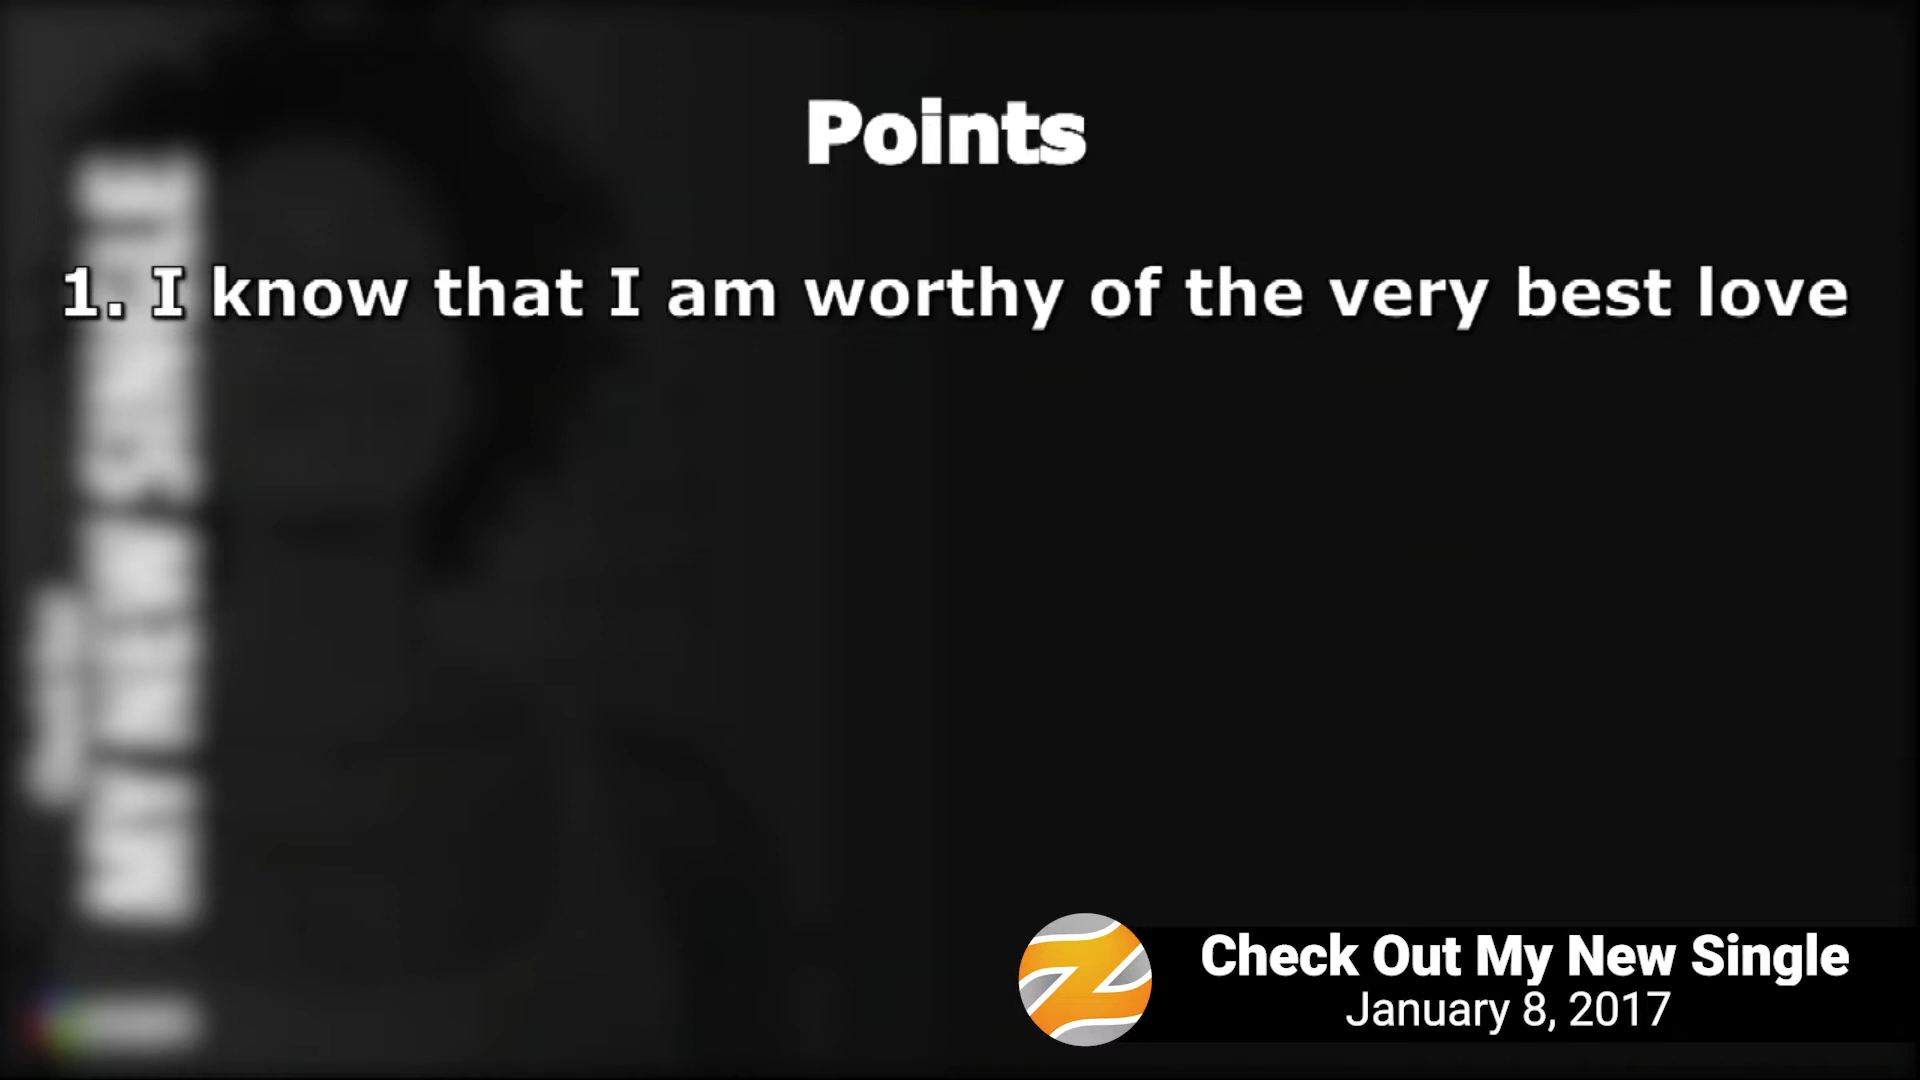 Points
1. I know that I am worthy of the very best love
Check Out My New Single
January 8, 2017